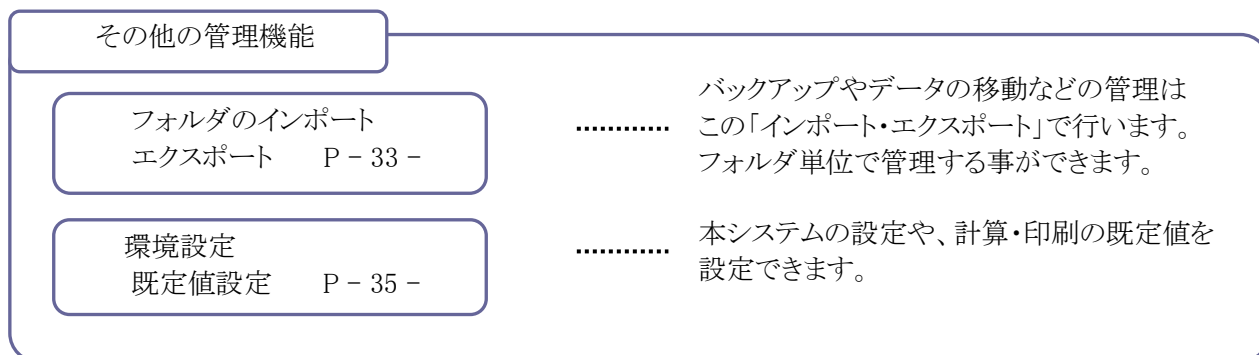 その他の管理機能
フォルダのインポート
エクスポート　　P − 33 −
バックアップやデータの移動などの管理は
この「インポート・エクスポート」で行います。
フォルダ単位で管理する事ができます。
環境設定
既定値設定　　P − 35 −
本システムの設定や、計算・印刷の既定値を
設定できます。